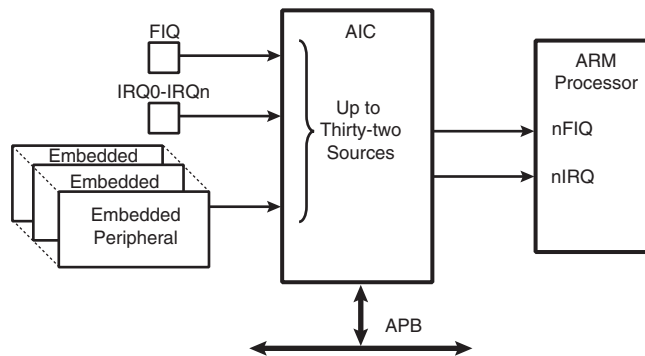 FIQ
IRQ0-IRQn
Embedded
Embedded
Embedded
Peripheral
AIC
Up to
Thirty-two
Sources
ARM
Processor
nFIQ
nIRQ
APB